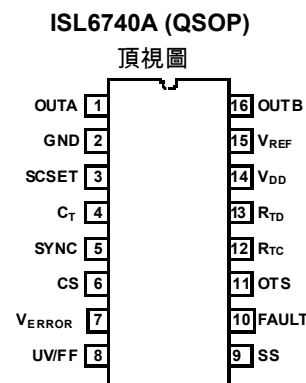 ISL6740A (QSOP)
頂視圖
OUTA 1 16 OUTB
GND 2 15 VREF
SCSET 3 14 VDD
CT 4 13 RTD
SYNC 5 12 RTC
CS 6 11 OTS
VERROR 7 10 FAULT
UV/FF 8 9 SS